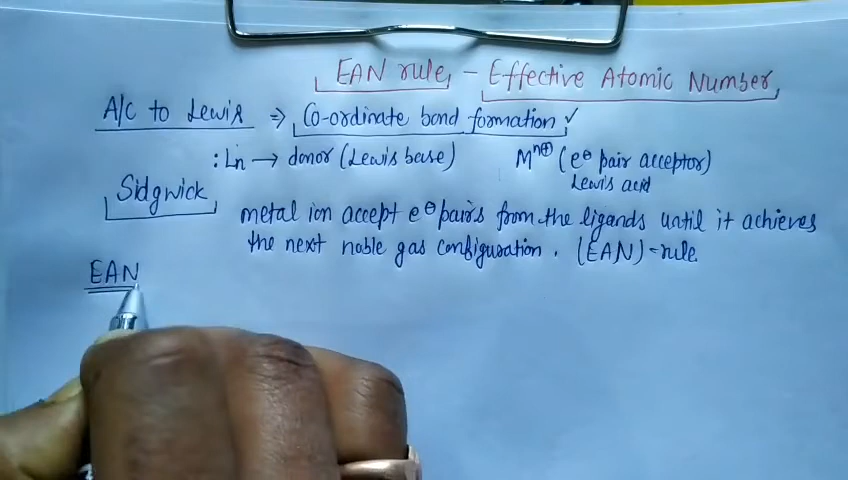 EAN rule - Effective Atomic Number
A/c to Lewis ⇒ Co-ordinate bond formation ✓
:Ln → donor (Lewis base) Mⁿ⊕ (e⊖ pair acceptor)
Lewis acid
Sidgwick
metal ion accept e⊖ pairs from the ligands until it achieves
the next noble gas configuration. (EAN)-rule
EAN